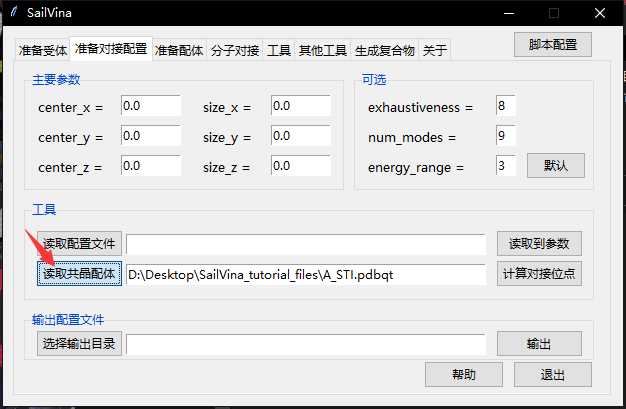 SailVina
脚本配置
准备受体 准备对接配置 准备配体 分子对接 工具 其他工具 生成复合物 关于
主要参数 可选
center_x = 0.0 size_x = 0.0 exhaustiveness = 8
center_y = 0.0 size_y = 0.0 num_modes = 9
center_z = 0.0 size_z = 0.0 energy_range = 3 默认
工具
读取配置文件 读取到参数
读取共晶配体 D:\Desktop\SailVina_tutorial_files\A_STI.pdbqt 计算对接位点
输出配置文件
选择输出目录 输出
帮助 退出